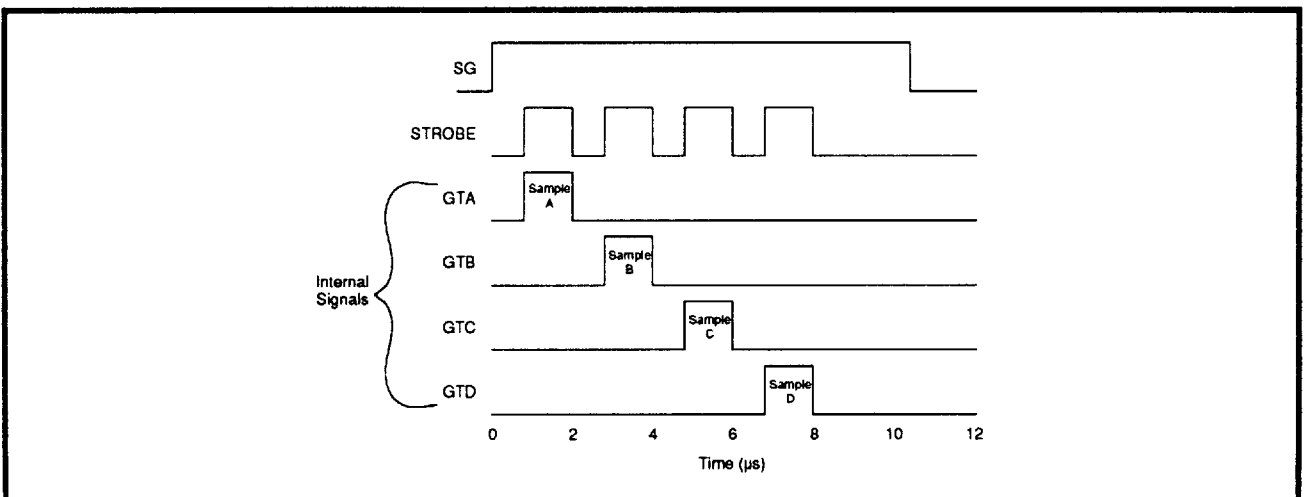 SG
STROBE
GTA
Sample
A
GTB
Sample
B
Internal
Signals
GTC
Sample
C
GTD
Sample
D
0 2 4 6 8 10 12
Time (µs)